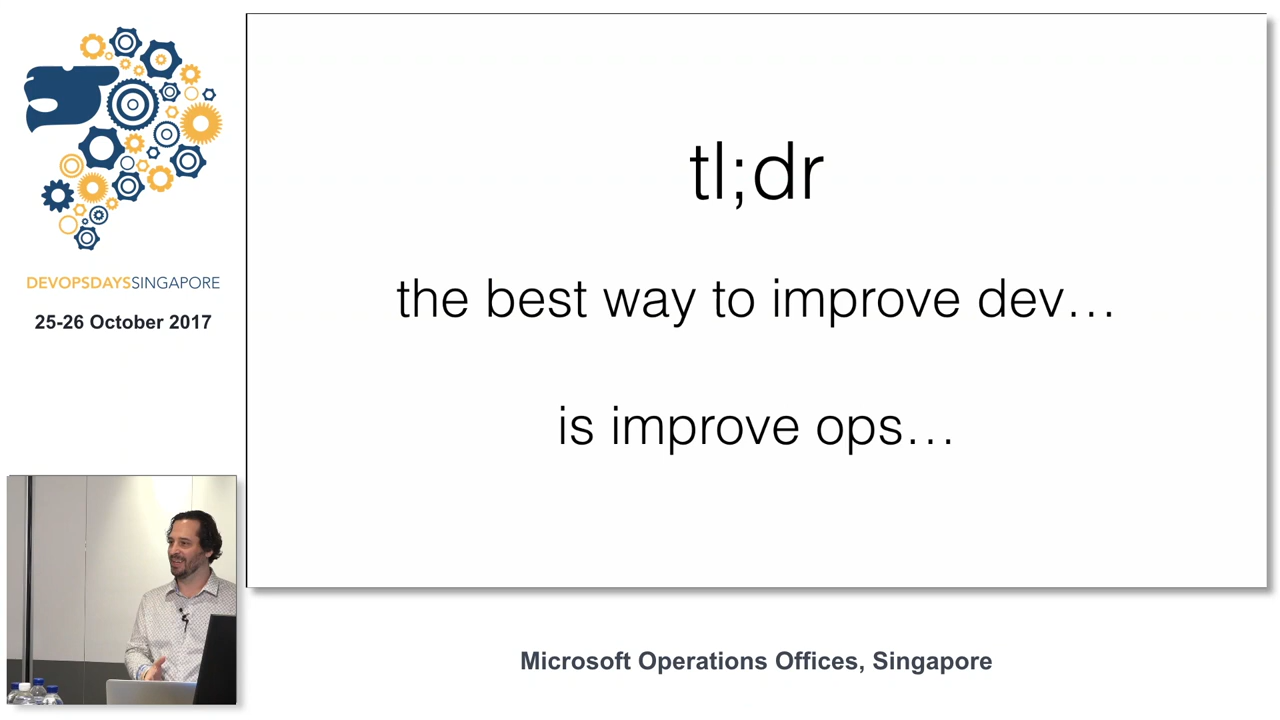 DEVOPSDAYSSINGAPORE
25-26 October 2017
tl;dr
the best way to improve dev…
is improve ops…
Microsoft Operations Offices, Singapore